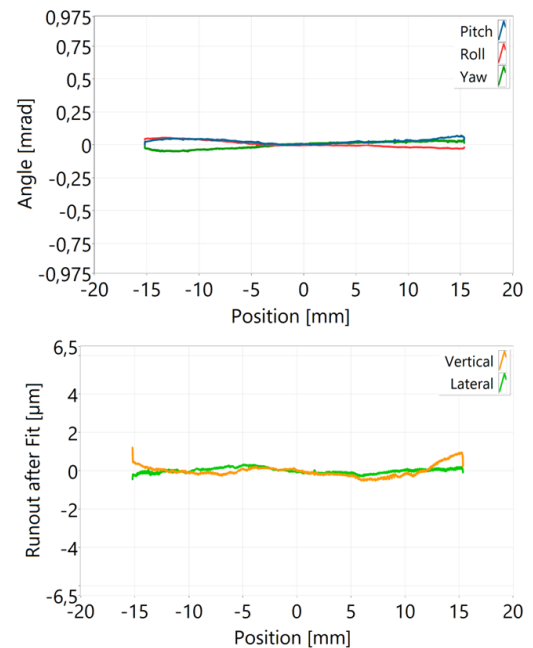 0,975
0,75
0,5
0,25
0
-0,25
-0,5
-0,75
-0,975
Angle [mrad]
Pitch
Roll
Yaw
-20 -15 -10 -5 0 5 10 15 20
Position [mm]
6,5
4
2
0
-2
-4
-6,5
Runout after Fit [µm]
Vertical
Lateral
-20 -15 -10 -5 0 5 10 15 20
Position [mm]